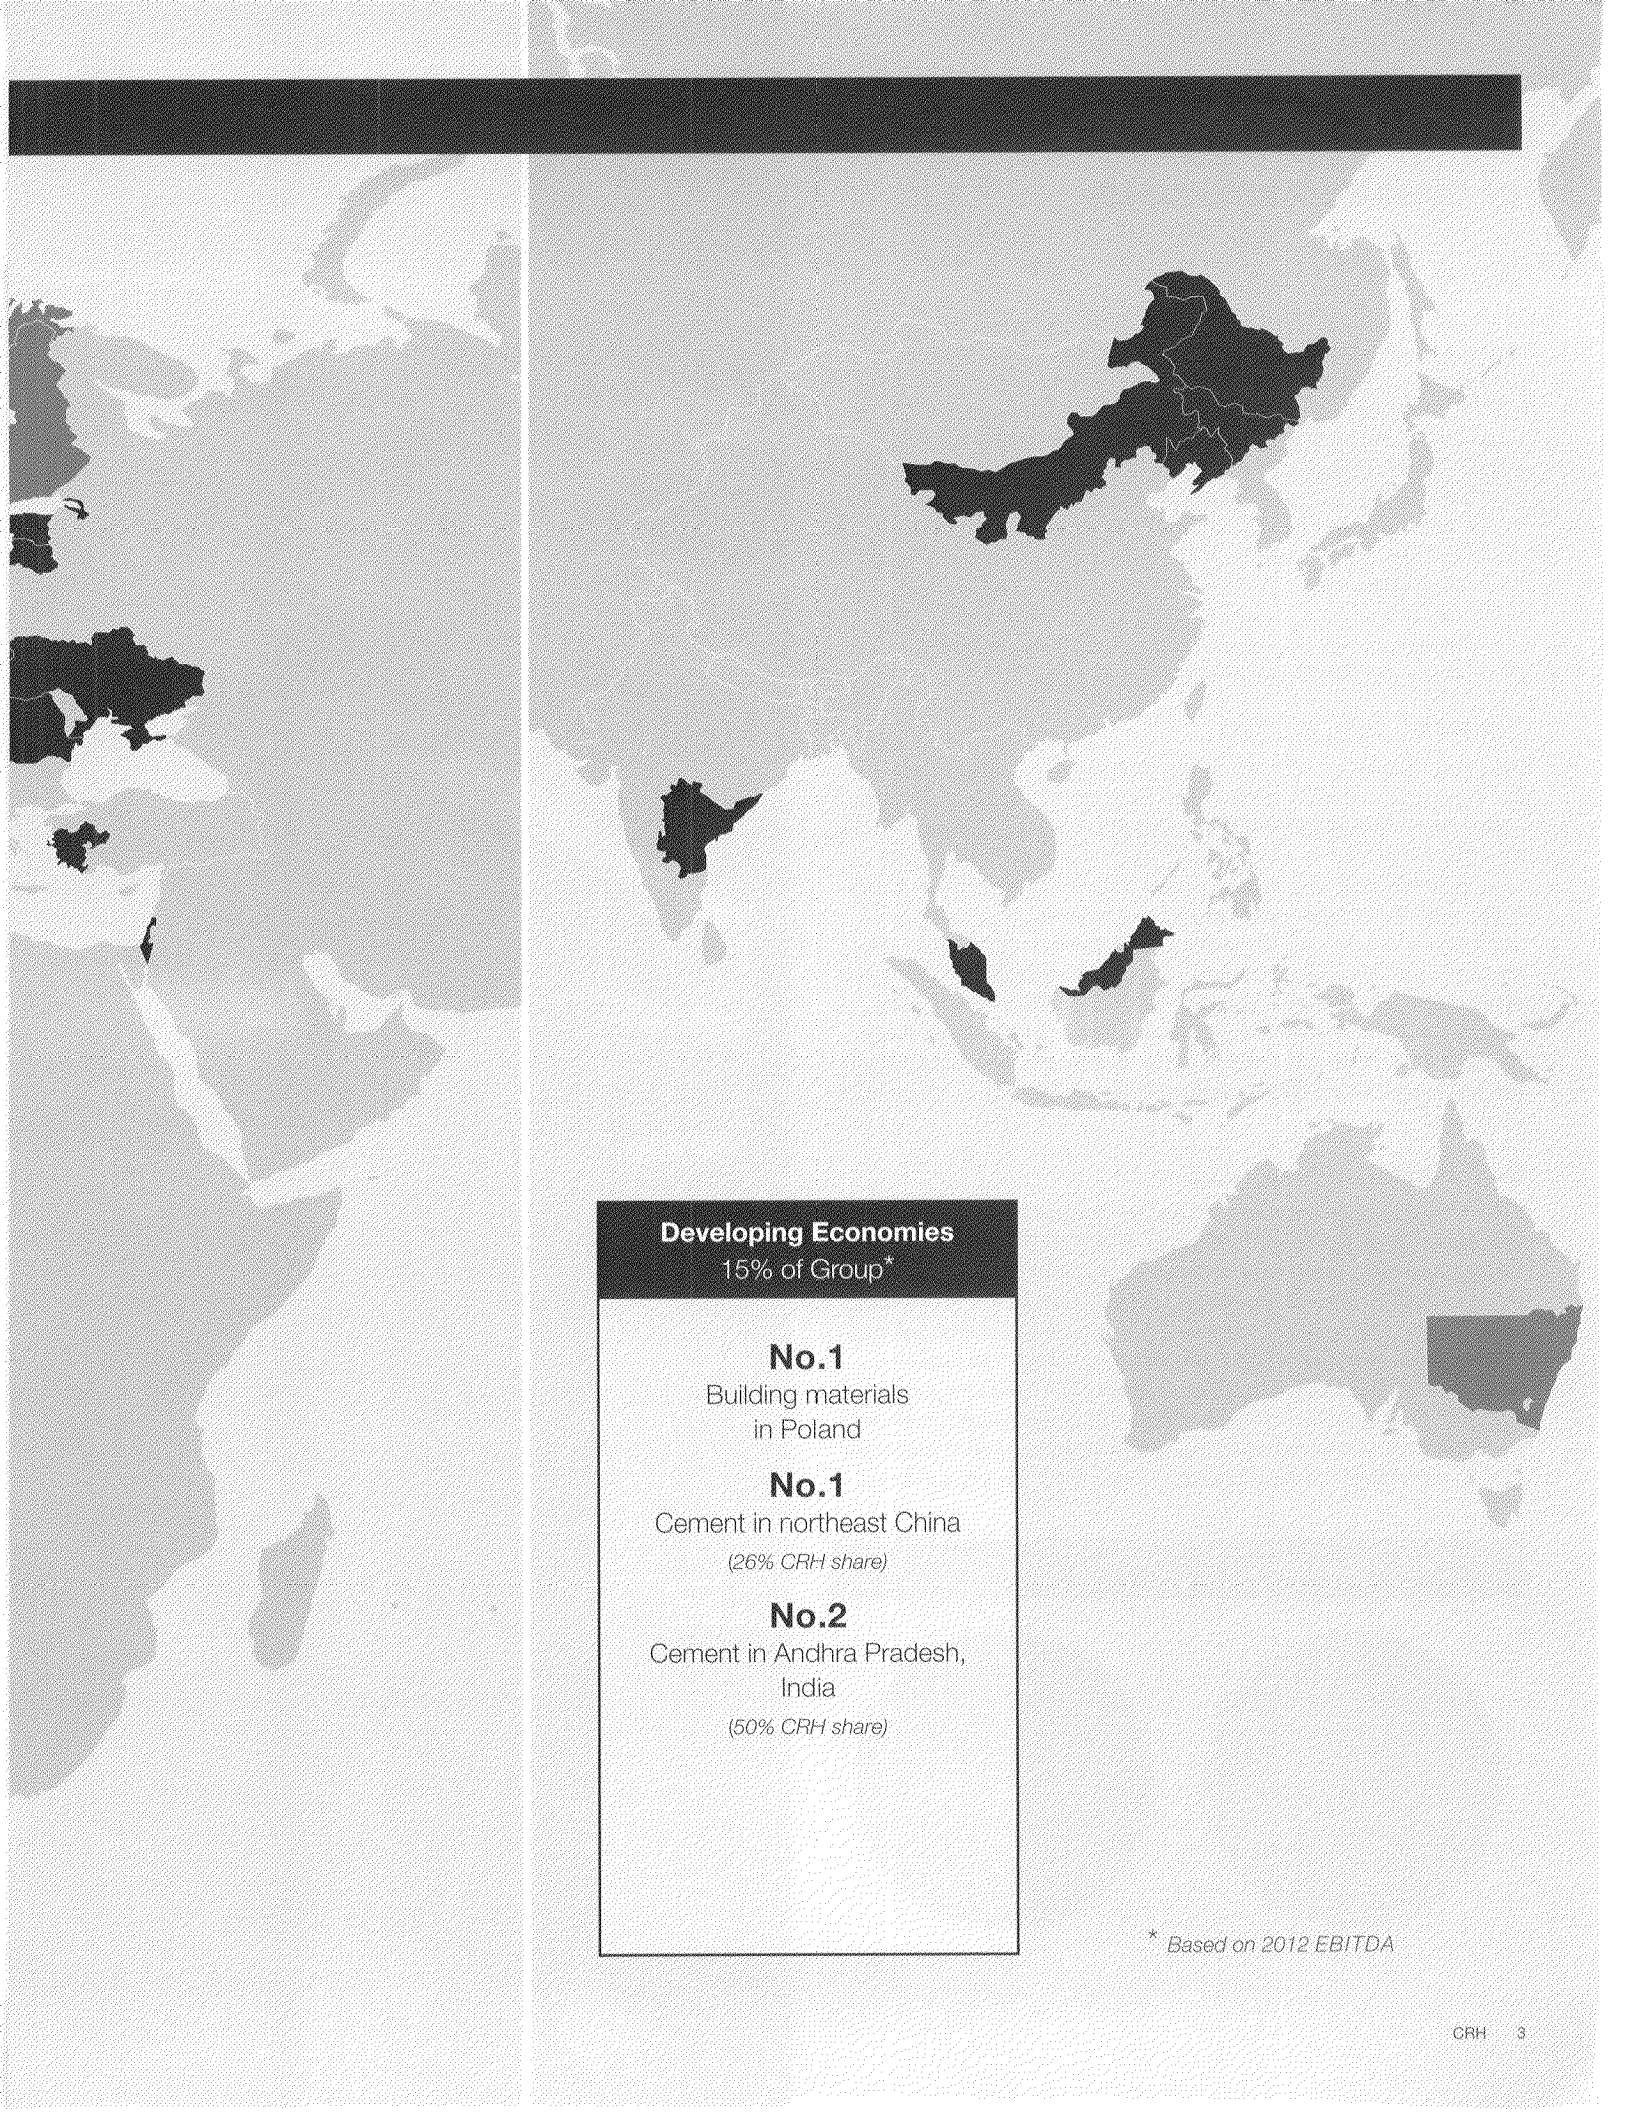 Developing Economies
15% of Group*
No.1
Building materials
in Poland
No.1
Cement in northeast China
(26% CRH share)
No.2
Cement in Andhra Pradesh,
India
(50% CRH share)
* Based on 2012 EBITDA
CRH 3